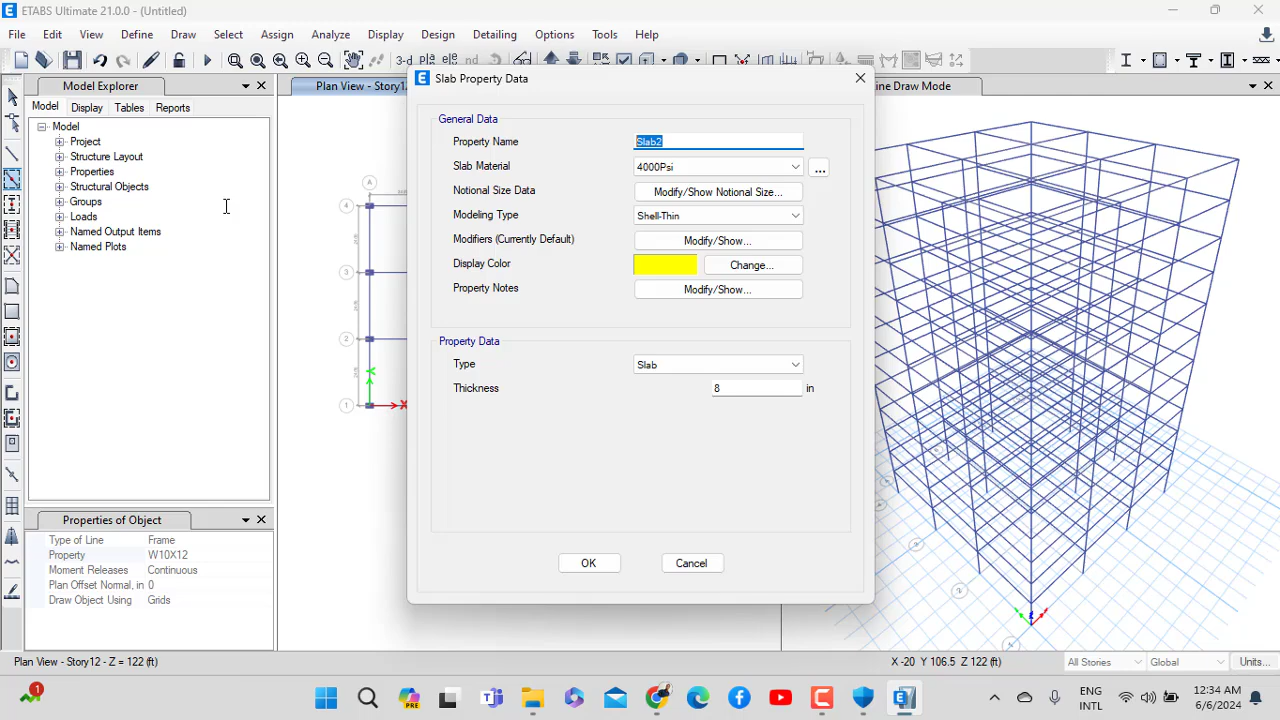 ETABS Ultimate 21.0.0 - (Untitled)
File Edit View Define Draw Select Assign Analyze Display Design Detailing Options Tools Help
Model Explorer
Model Display Tables Reports
Model
Project
Structure Layout
Properties
Structural Objects
Groups
Loads
Named Output Items
Named Plots
Properties of Object
Type of Line Frame
Property W10X12
Moment Releases Continuous
Plan Offset Normal, in 0
Draw Object Using Grids
Plan View - Story1
A
4
3
2
1
X
Slab Property Data
General Data
Property Name Slab2
Slab Material 4000Psi ...
Notional Size Data Modify/Show Notional Size...
Modeling Type Shell-Thin
Modifiers (Currently Default) Modify/Show...
Display Color Change...
Property Notes Modify/Show...
Property Data
Type Slab
Thickness 8 in
OK Cancel
ine Draw Mode
Plan View - Story12 - Z = 122 (ft)
X -20 Y 106.5 Z 122 (ft)
All Stories Global Units...
1
PRE
ENG
INTL
12:34 AM
6/6/2024